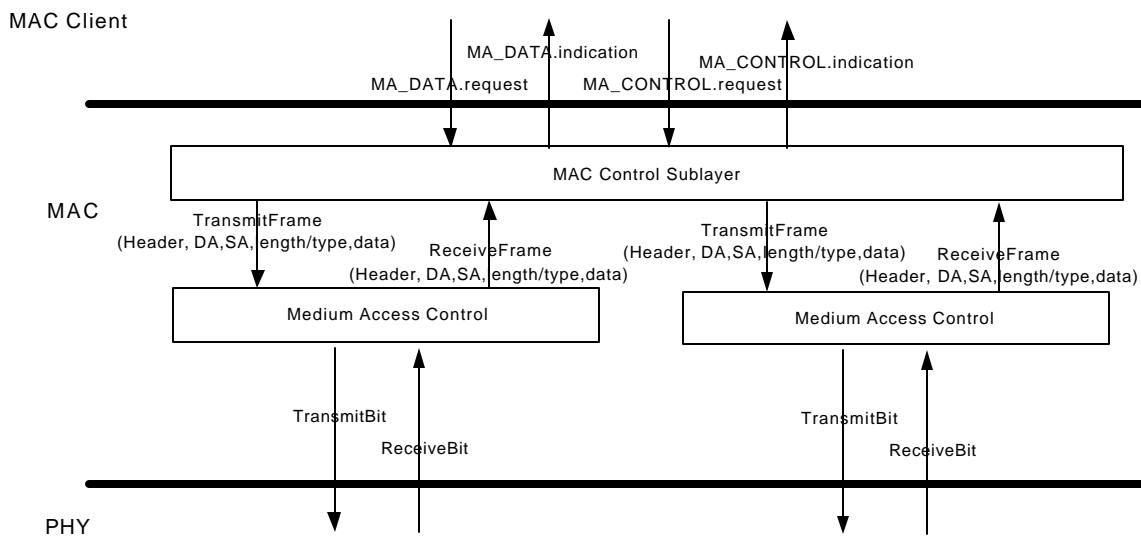 MAC Client
MA_DATA.indication
MA_CONTROL.indication
MA_DATA.request
MA_CONTROL.request
MAC Control Sublayer
MAC
TransmitFrame
(Header, DA,SA,length/type,data)
ReceiveFrame
(Header, DA,SA,length/type,data)
TransmitFrame
(Header, DA,SA,length/type,data)
ReceiveFrame
(Header, DA,SA,length/type,data)
Medium Access Control
Medium Access Control
TransmitBit
ReceiveBit
TransmitBit
ReceiveBit
PHY